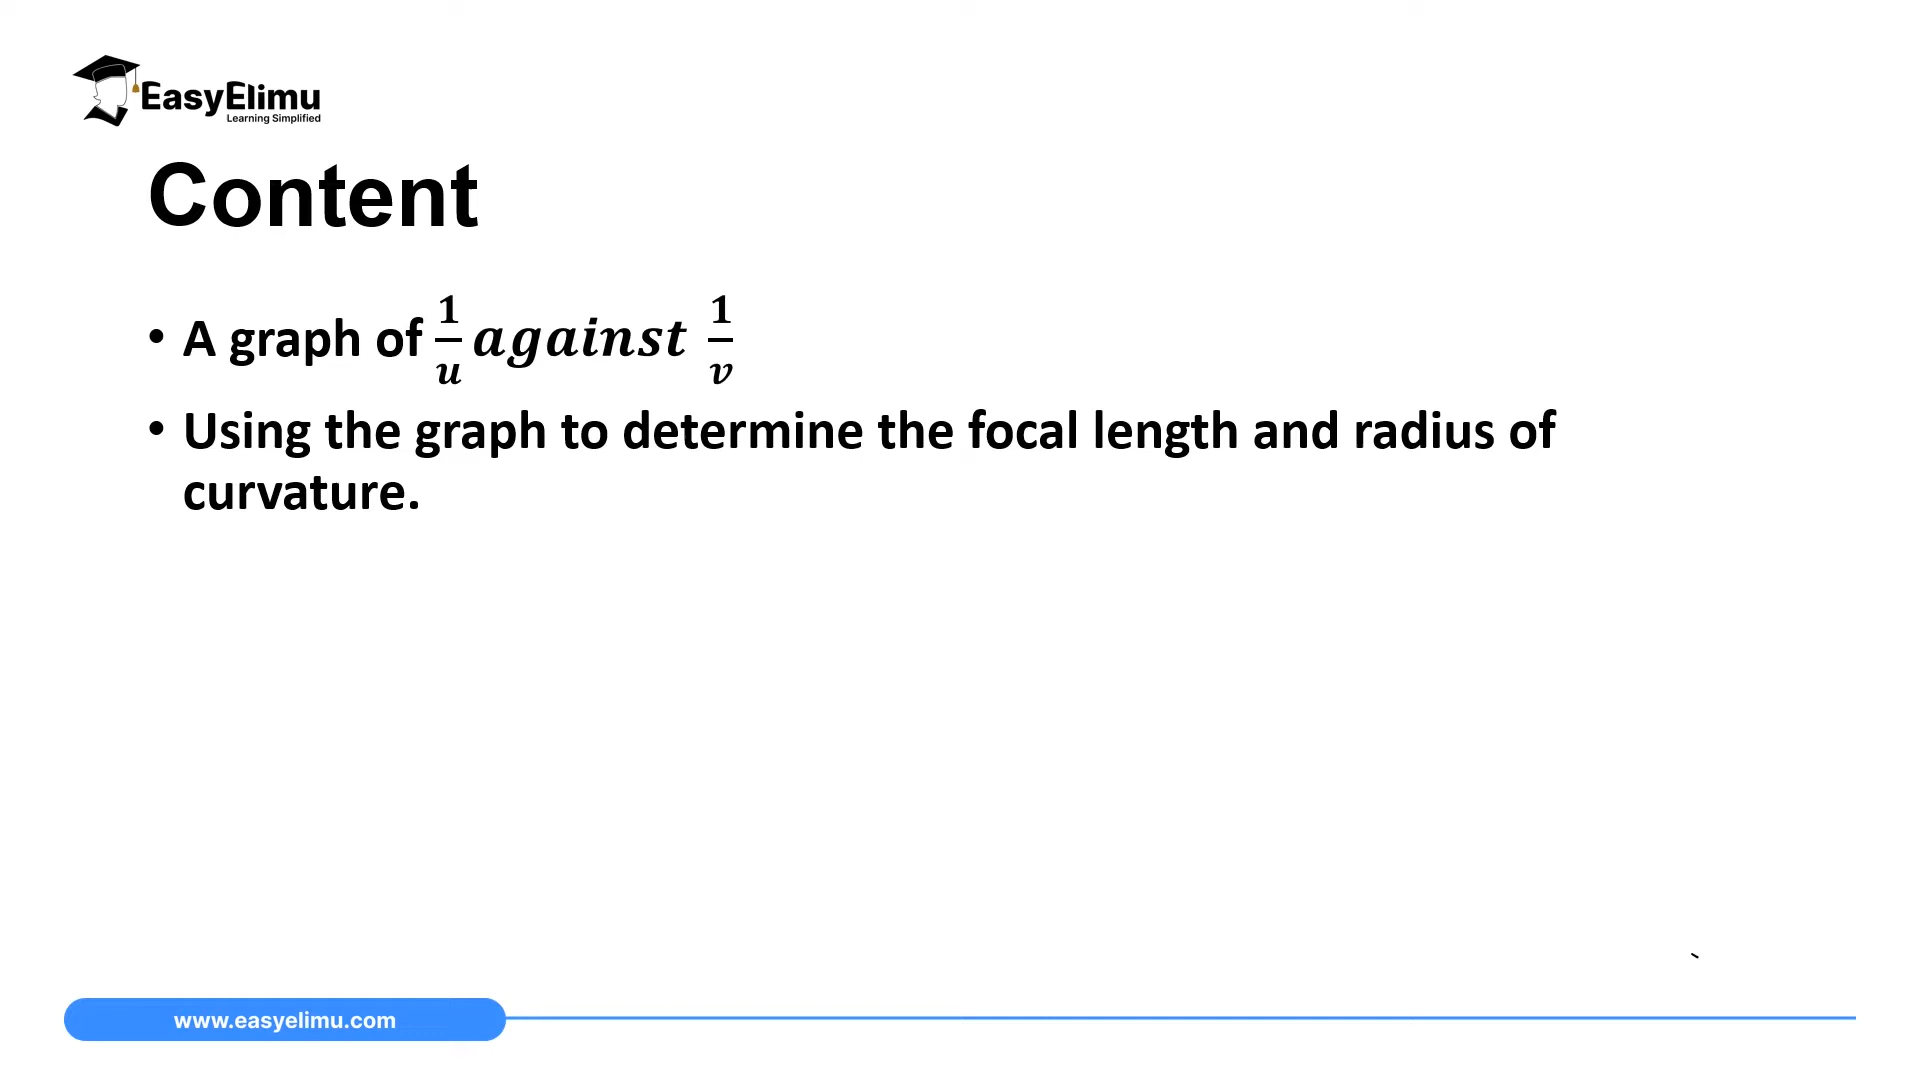 EasyElimu
Learning Simplified
Content
• A graph of 1/u against 1/v
• Using the graph to determine the focal length and radius of
curvature.
www.easyelimu.com